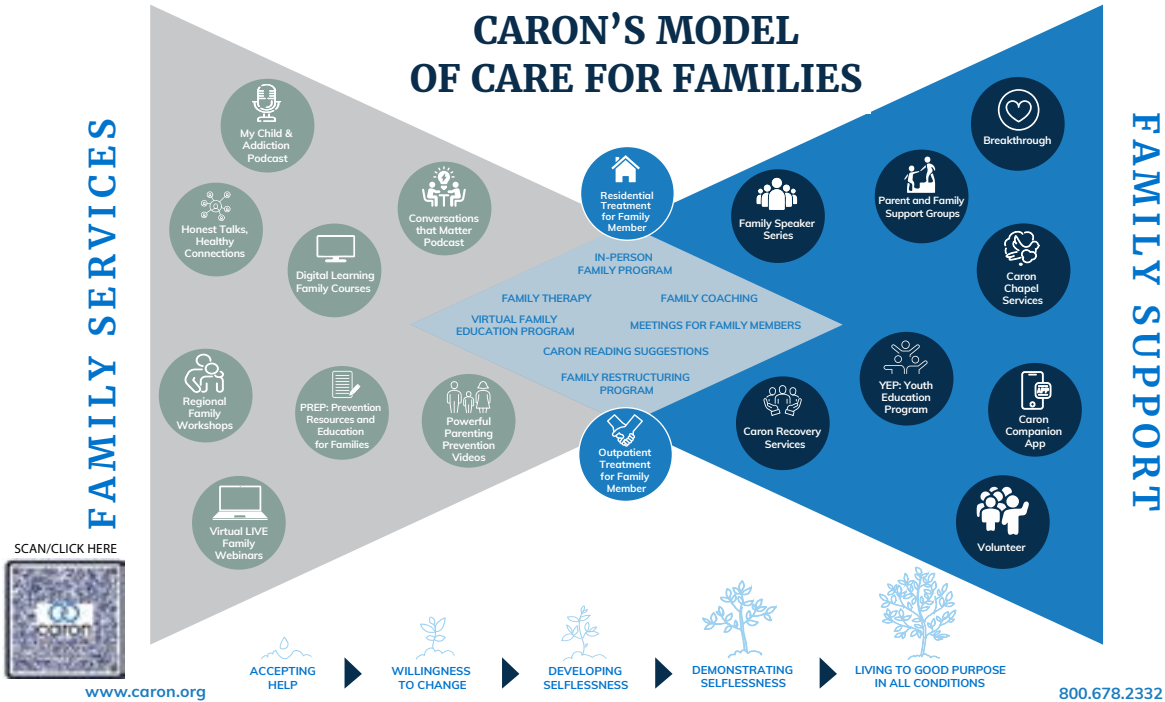 CARON’S MODEL
OF CARE FOR FAMILIES
FAMILY SERVICES
My Child &
Addiction
Podcast
Conversations
that Matter
Podcast
Honest Talks,
Healthy
Connections
Digital Learning
Family Courses
Regional
Family
Workshops
PREP: Prevention
Resources and
Education
for Families
Powerful
Parenting
Prevention
Videos
Virtual LIVE
Family
Webinars
Residential
Treatment
for Family
Member
IN-PERSON
FAMILY PROGRAM
FAMILY THERAPY
FAMILY COACHING
VIRTUAL FAMILY
EDUCATION PROGRAM
MEETINGS FOR FAMILY MEMBERS
CARON READING SUGGESTIONS
FAMILY RESTRUCTURING
PROGRAM
Outpatient
Treatment
for Family
Member
Breakthrough
Parent and Family
Support Groups
Family Speaker
Series
Caron
Chapel
Services
YEP: Youth
Education
Program
Caron Recovery
Services
Caron
Companion
App
Volunteer
FAMILY SUPPORT
SCAN/CLICK HERE
caron
ACCEPTING
HELP
WILLINGNESS
TO CHANGE
DEVELOPING
SELFLESSNESS
DEMONSTRATING
SELFLESSNESS
LIVING TO GOOD PURPOSE
IN ALL CONDITIONS
www.caron.org
800.678.2332